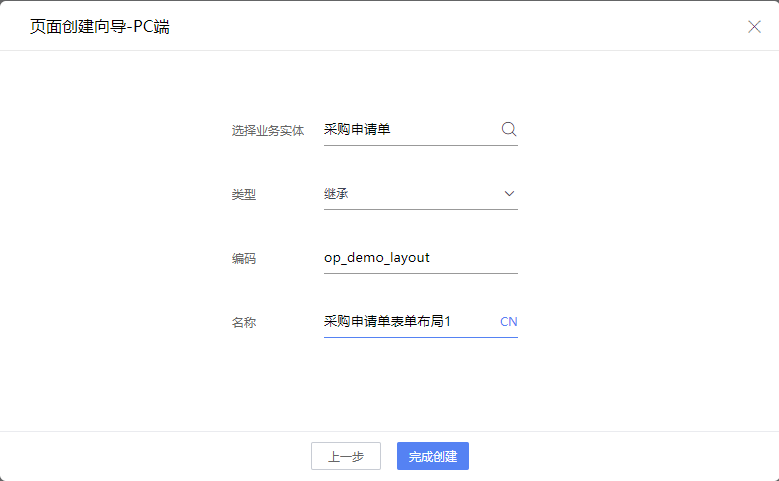 页面创建向导-PC端
选择业务实体 采购申请单
类型 继承
编码 op_demo_layout
名称 采购申请单表单布局1 CN
上一步 完成创建